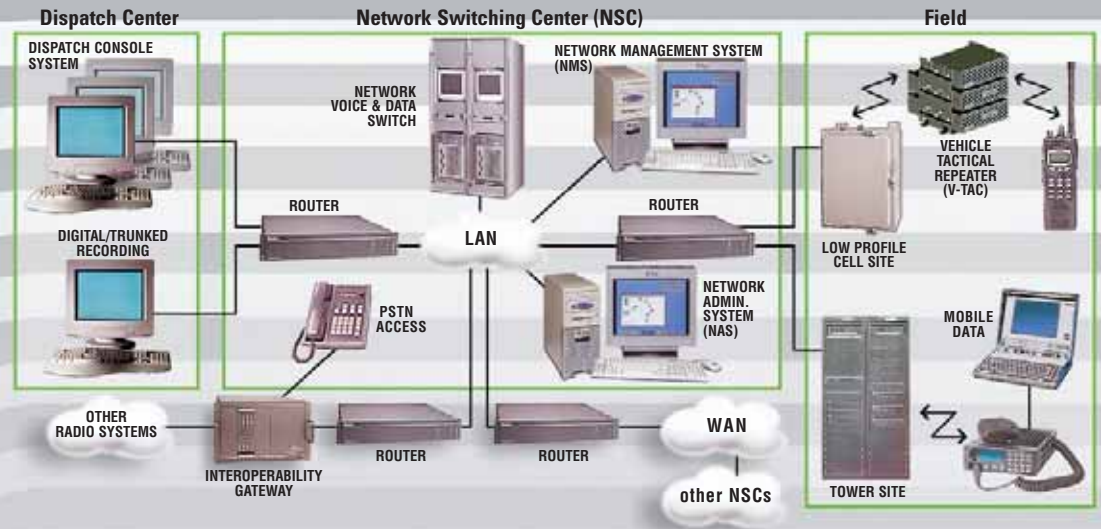 Dispatch Center
Network Switching Center (NSC)
Field
DISPATCH CONSOLE
SYSTEM
NETWORK
VOICE & DATA
SWITCH
NETWORK MANAGEMENT SYSTEM
(NMS)
VEHICLE
TACTICAL
REPEATER
(V-TAC)
ROUTER
ROUTER
LAN
LOW PROFILE
CELL SITE
DIGITAL/TRUNKED
RECORDING
PSTN
ACCESS
NETWORK
ADMIN.
SYSTEM
(NAS)
MOBILE
DATA
OTHER
RADIO SYSTEMS
INTEROPERABILITY
GATEWAY
ROUTER
ROUTER
WAN
other NSCs
TOWER SITE